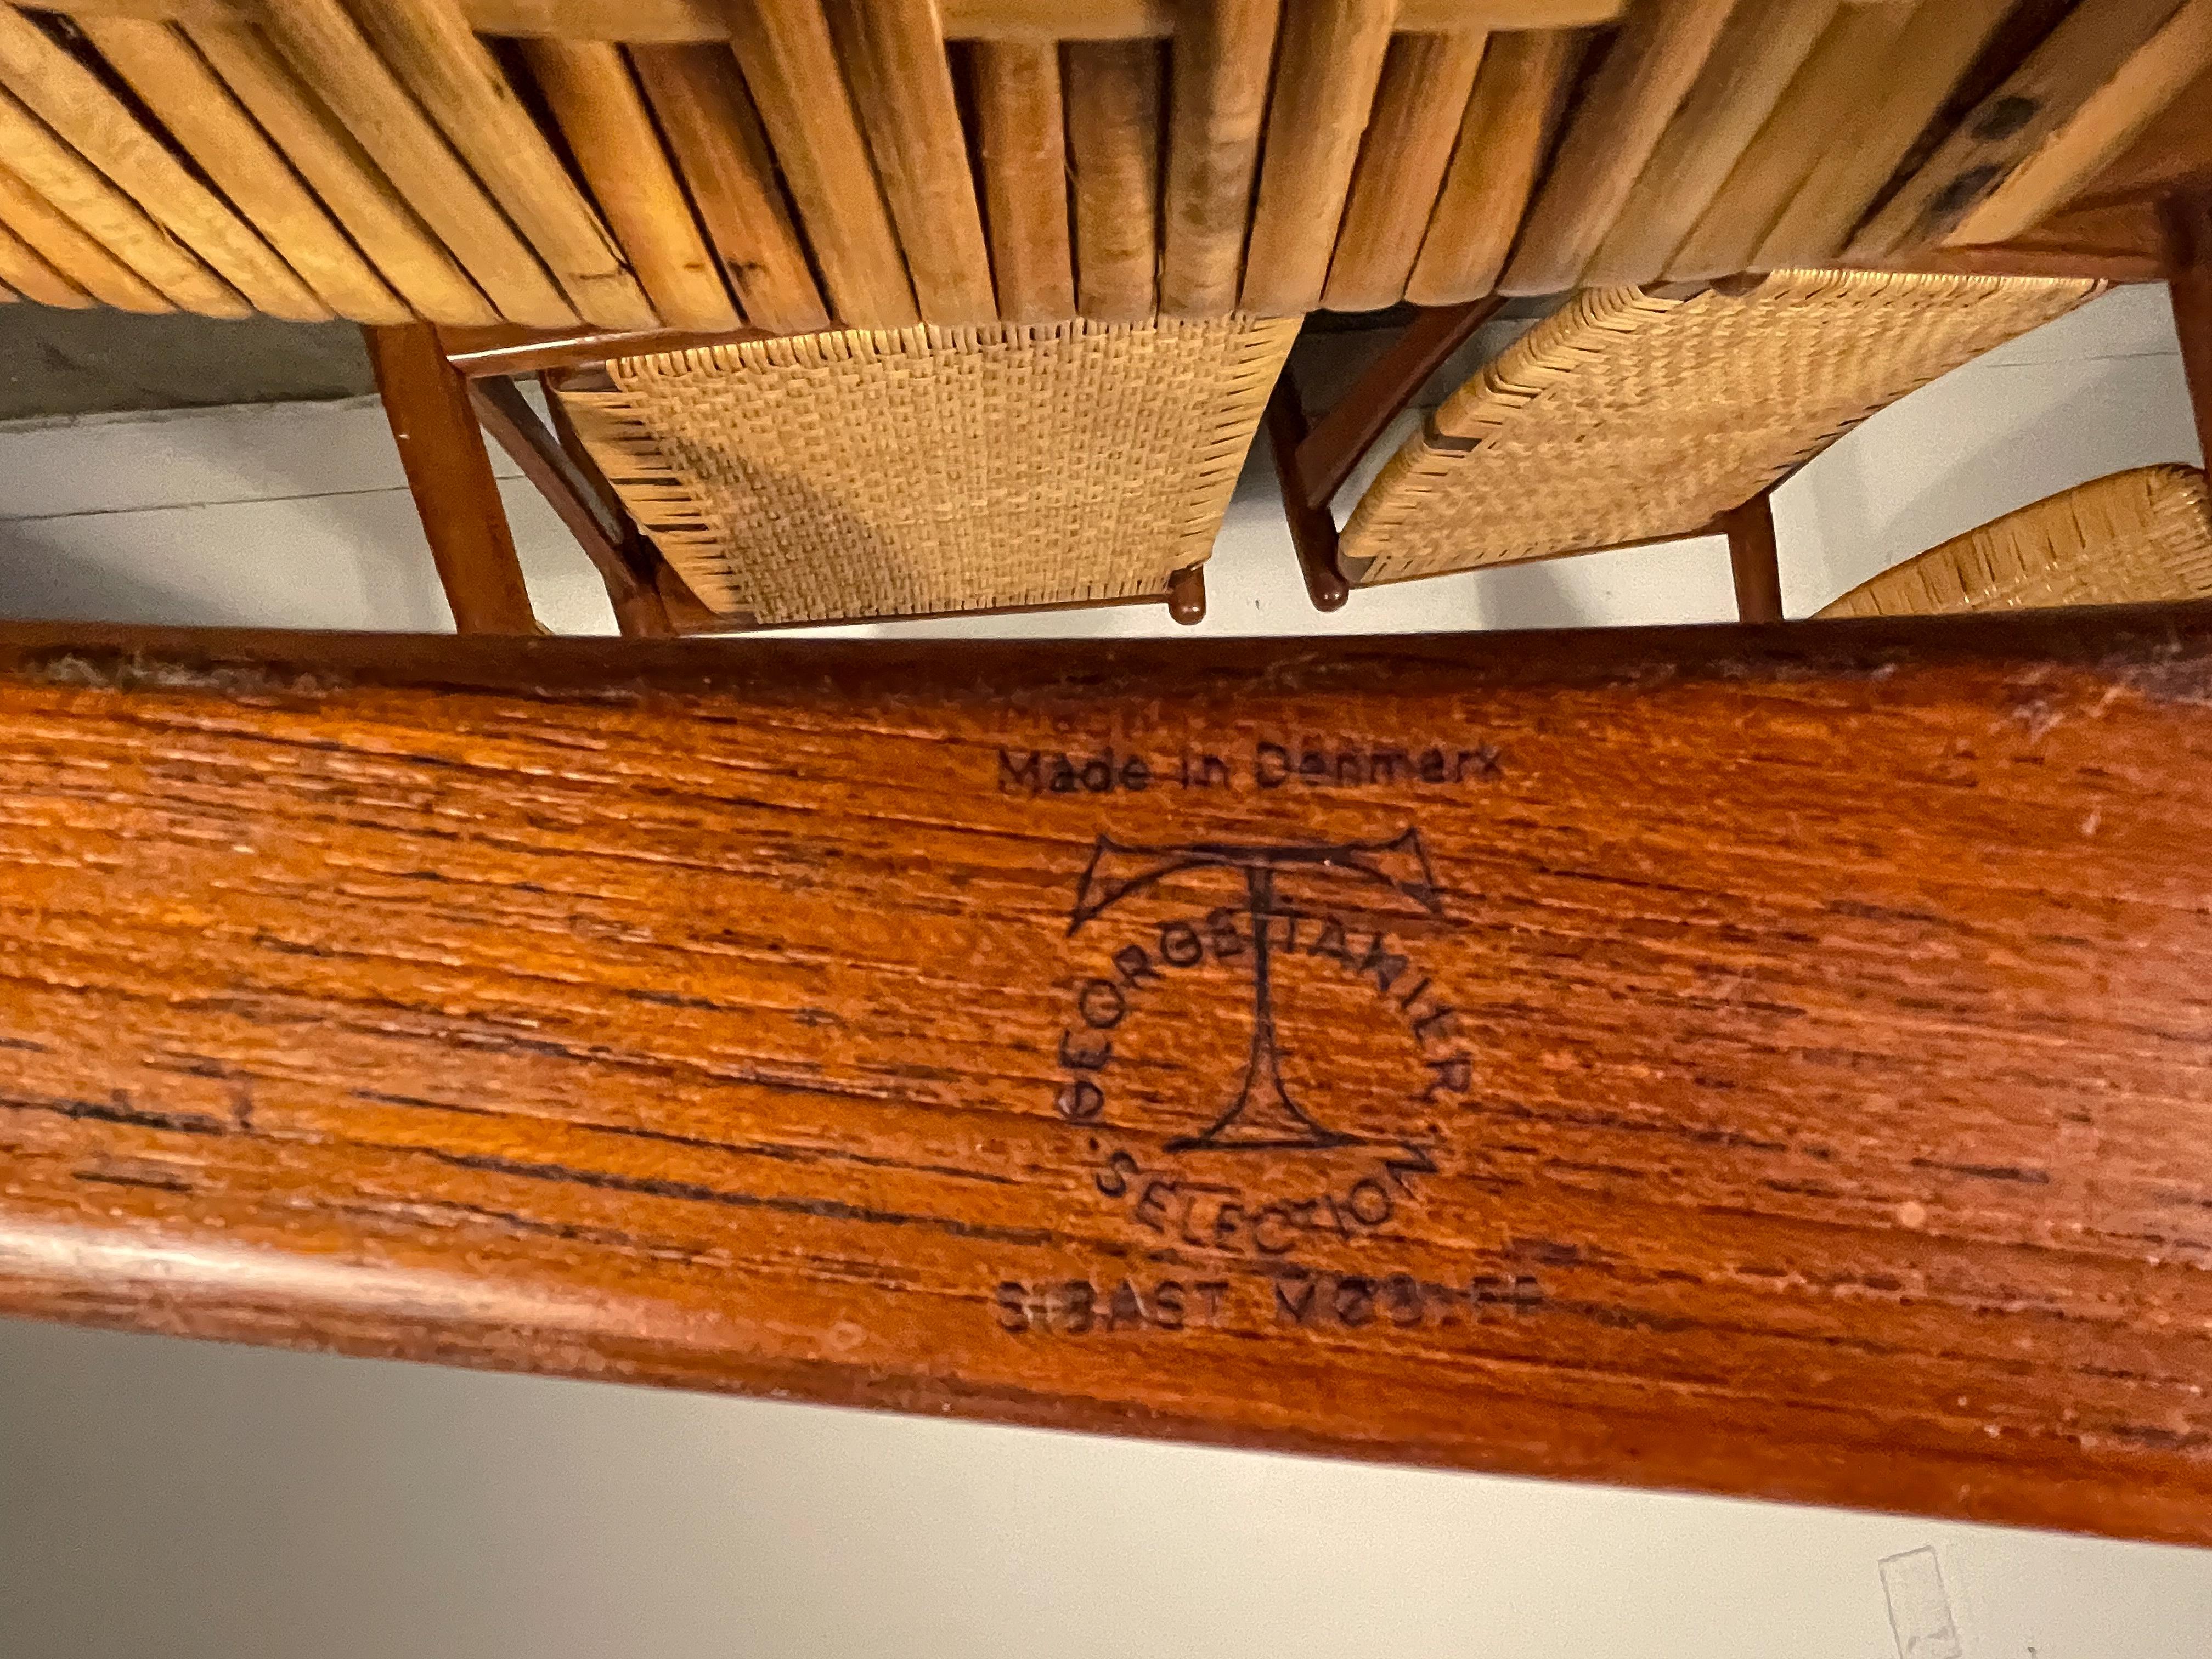 Made in Denmark
T
GEORGE TANIER
SELECTION
SIBAST MØBLER